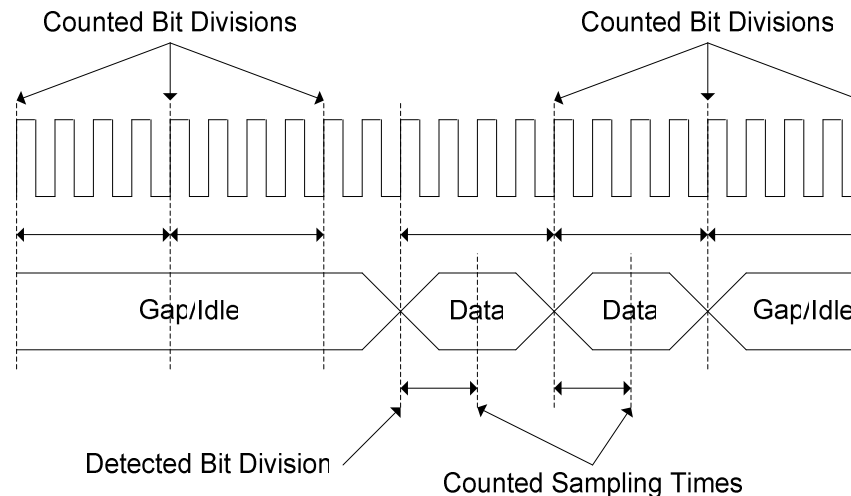 Counted Bit Divisions
Counted Bit Divisions
Gap/Idle
Data
Data
Gap/Idle
Detected Bit Division
Counted Sampling Times